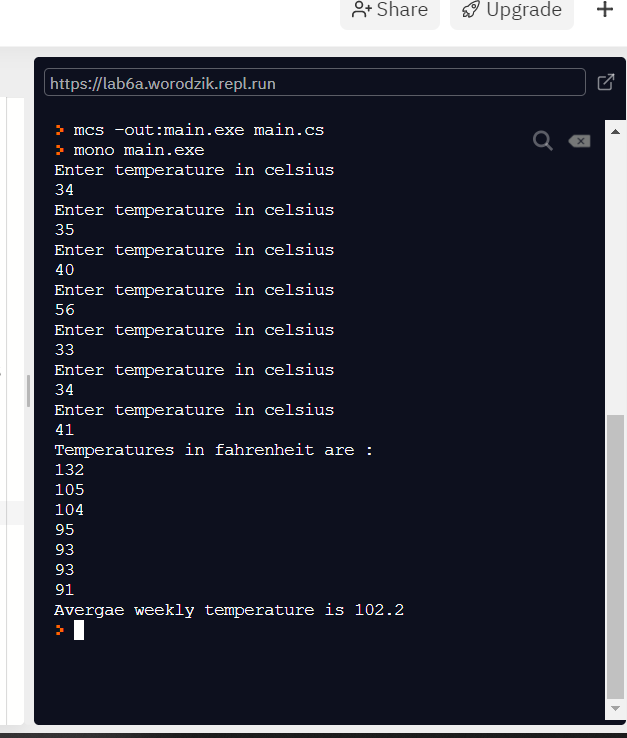 Share Upgrade +
https://lab6a.worodzik.repl.run
> mcs -out:main.exe main.cs
> mono main.exe
Enter temperature in celsius
34
Enter temperature in celsius
35
Enter temperature in celsius
40
Enter temperature in celsius
56
Enter temperature in celsius
33
Enter temperature in celsius
34
Enter temperature in celsius
41
Temperatures in fahrenheit are :
132
105
104
95
93
93
91
Avergae weekly temperature is 102.2
>